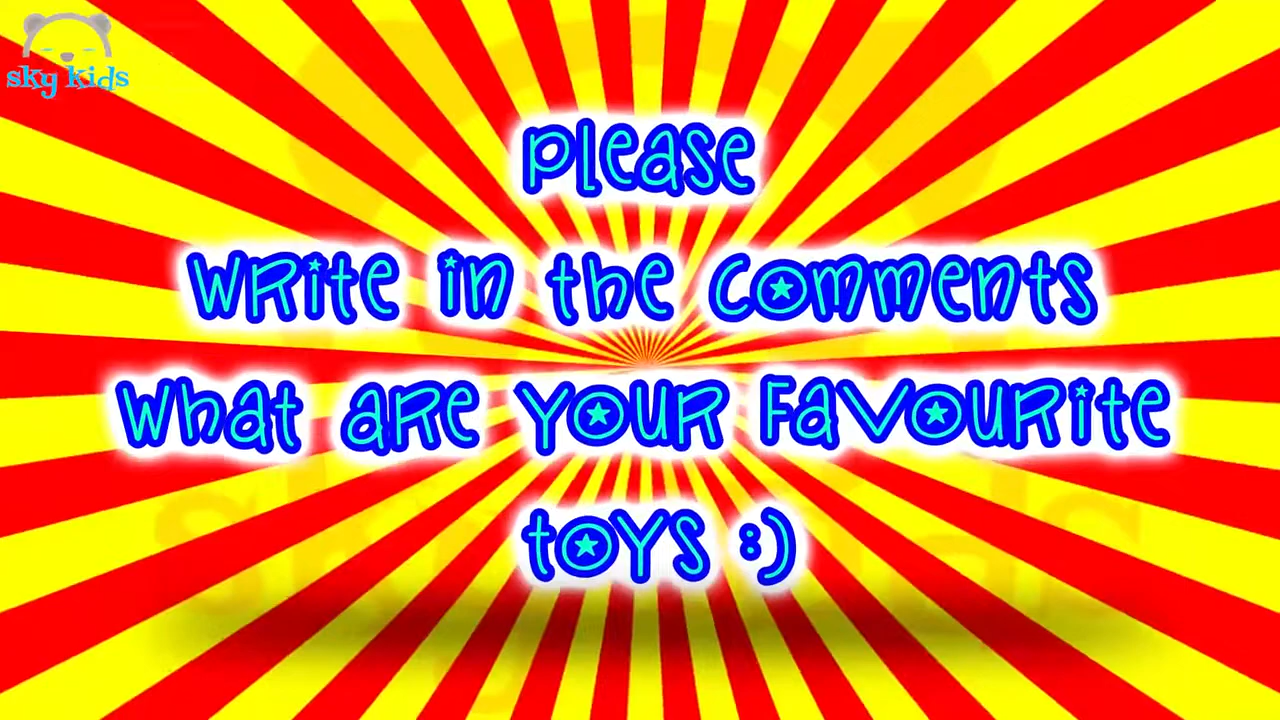 sky kids
Please
Write in the comments
What are your Favourite
toys :)